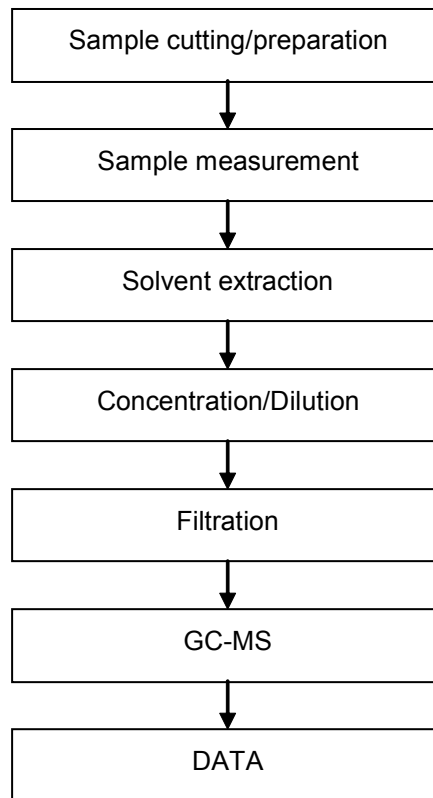 Sample cutting/preparation
Sample measurement
Solvent extraction
Concentration/Dilution
Filtration
GC-MS
DATA